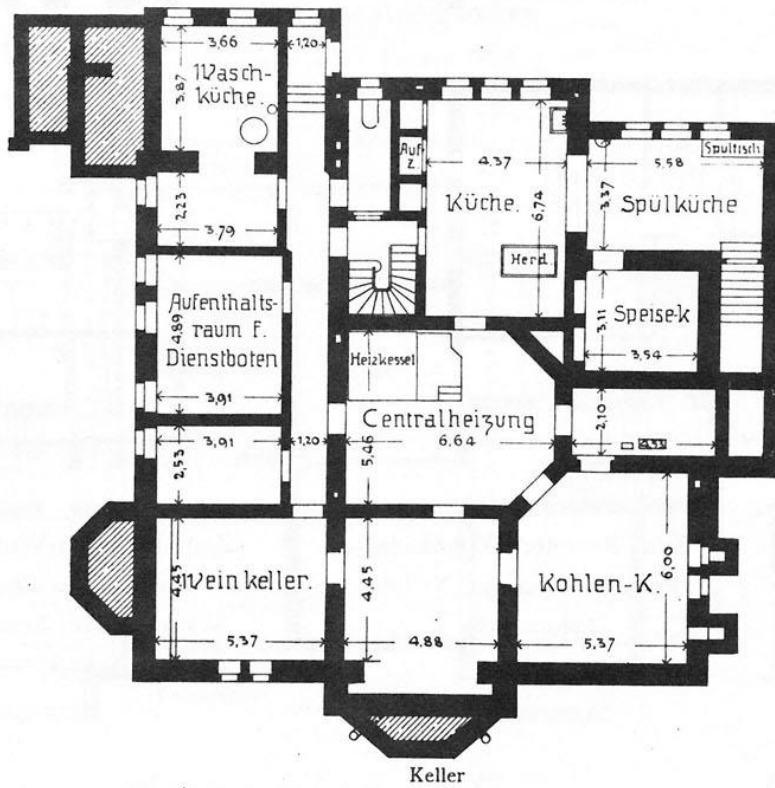 3,66
1,20
Wasch-
küche.
3,87
2,23
3,79
Auf-
z.
4,37
Küche.
6,74
Herd.
Spültisch
5,58
3,37
Spülküche
Speise-k
3,11
3,54
Aufenthalts-
raum f.
Dienstboten
4,89
3,91
Heizkessel
Centralheizung
6,64
5,46
2,10
3,91
1,20
2,53
Weinkeller.
4,45
5,37
4,45
4,88
Kohlen-K.
6,00
5,37
Keller